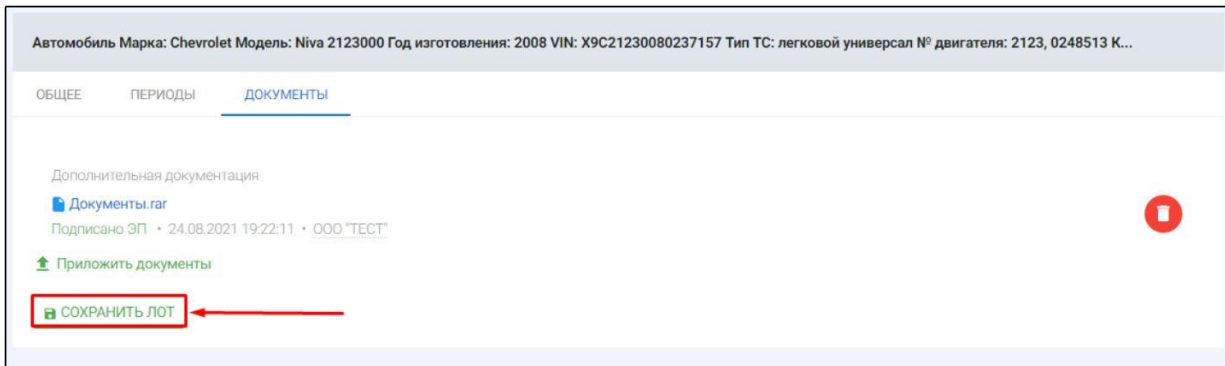 Автомобиль Марка: Chevrolet Модель: Niva 2123000 Год изготовления: 2008 VIN: X9C21230080237157 Тип ТС: легковой универсал № двигателя: 2123, 0248513 К...
ОБЩЕЕ ПЕРИОДЫ ДОКУМЕНТЫ
Дополнительная документация
Документы.rar
Подписано ЭП • 24.08.2021 19:22:11 • ООО "ТЕСТ"
Приложить документы
СОХРАНИТЬ ЛОТ